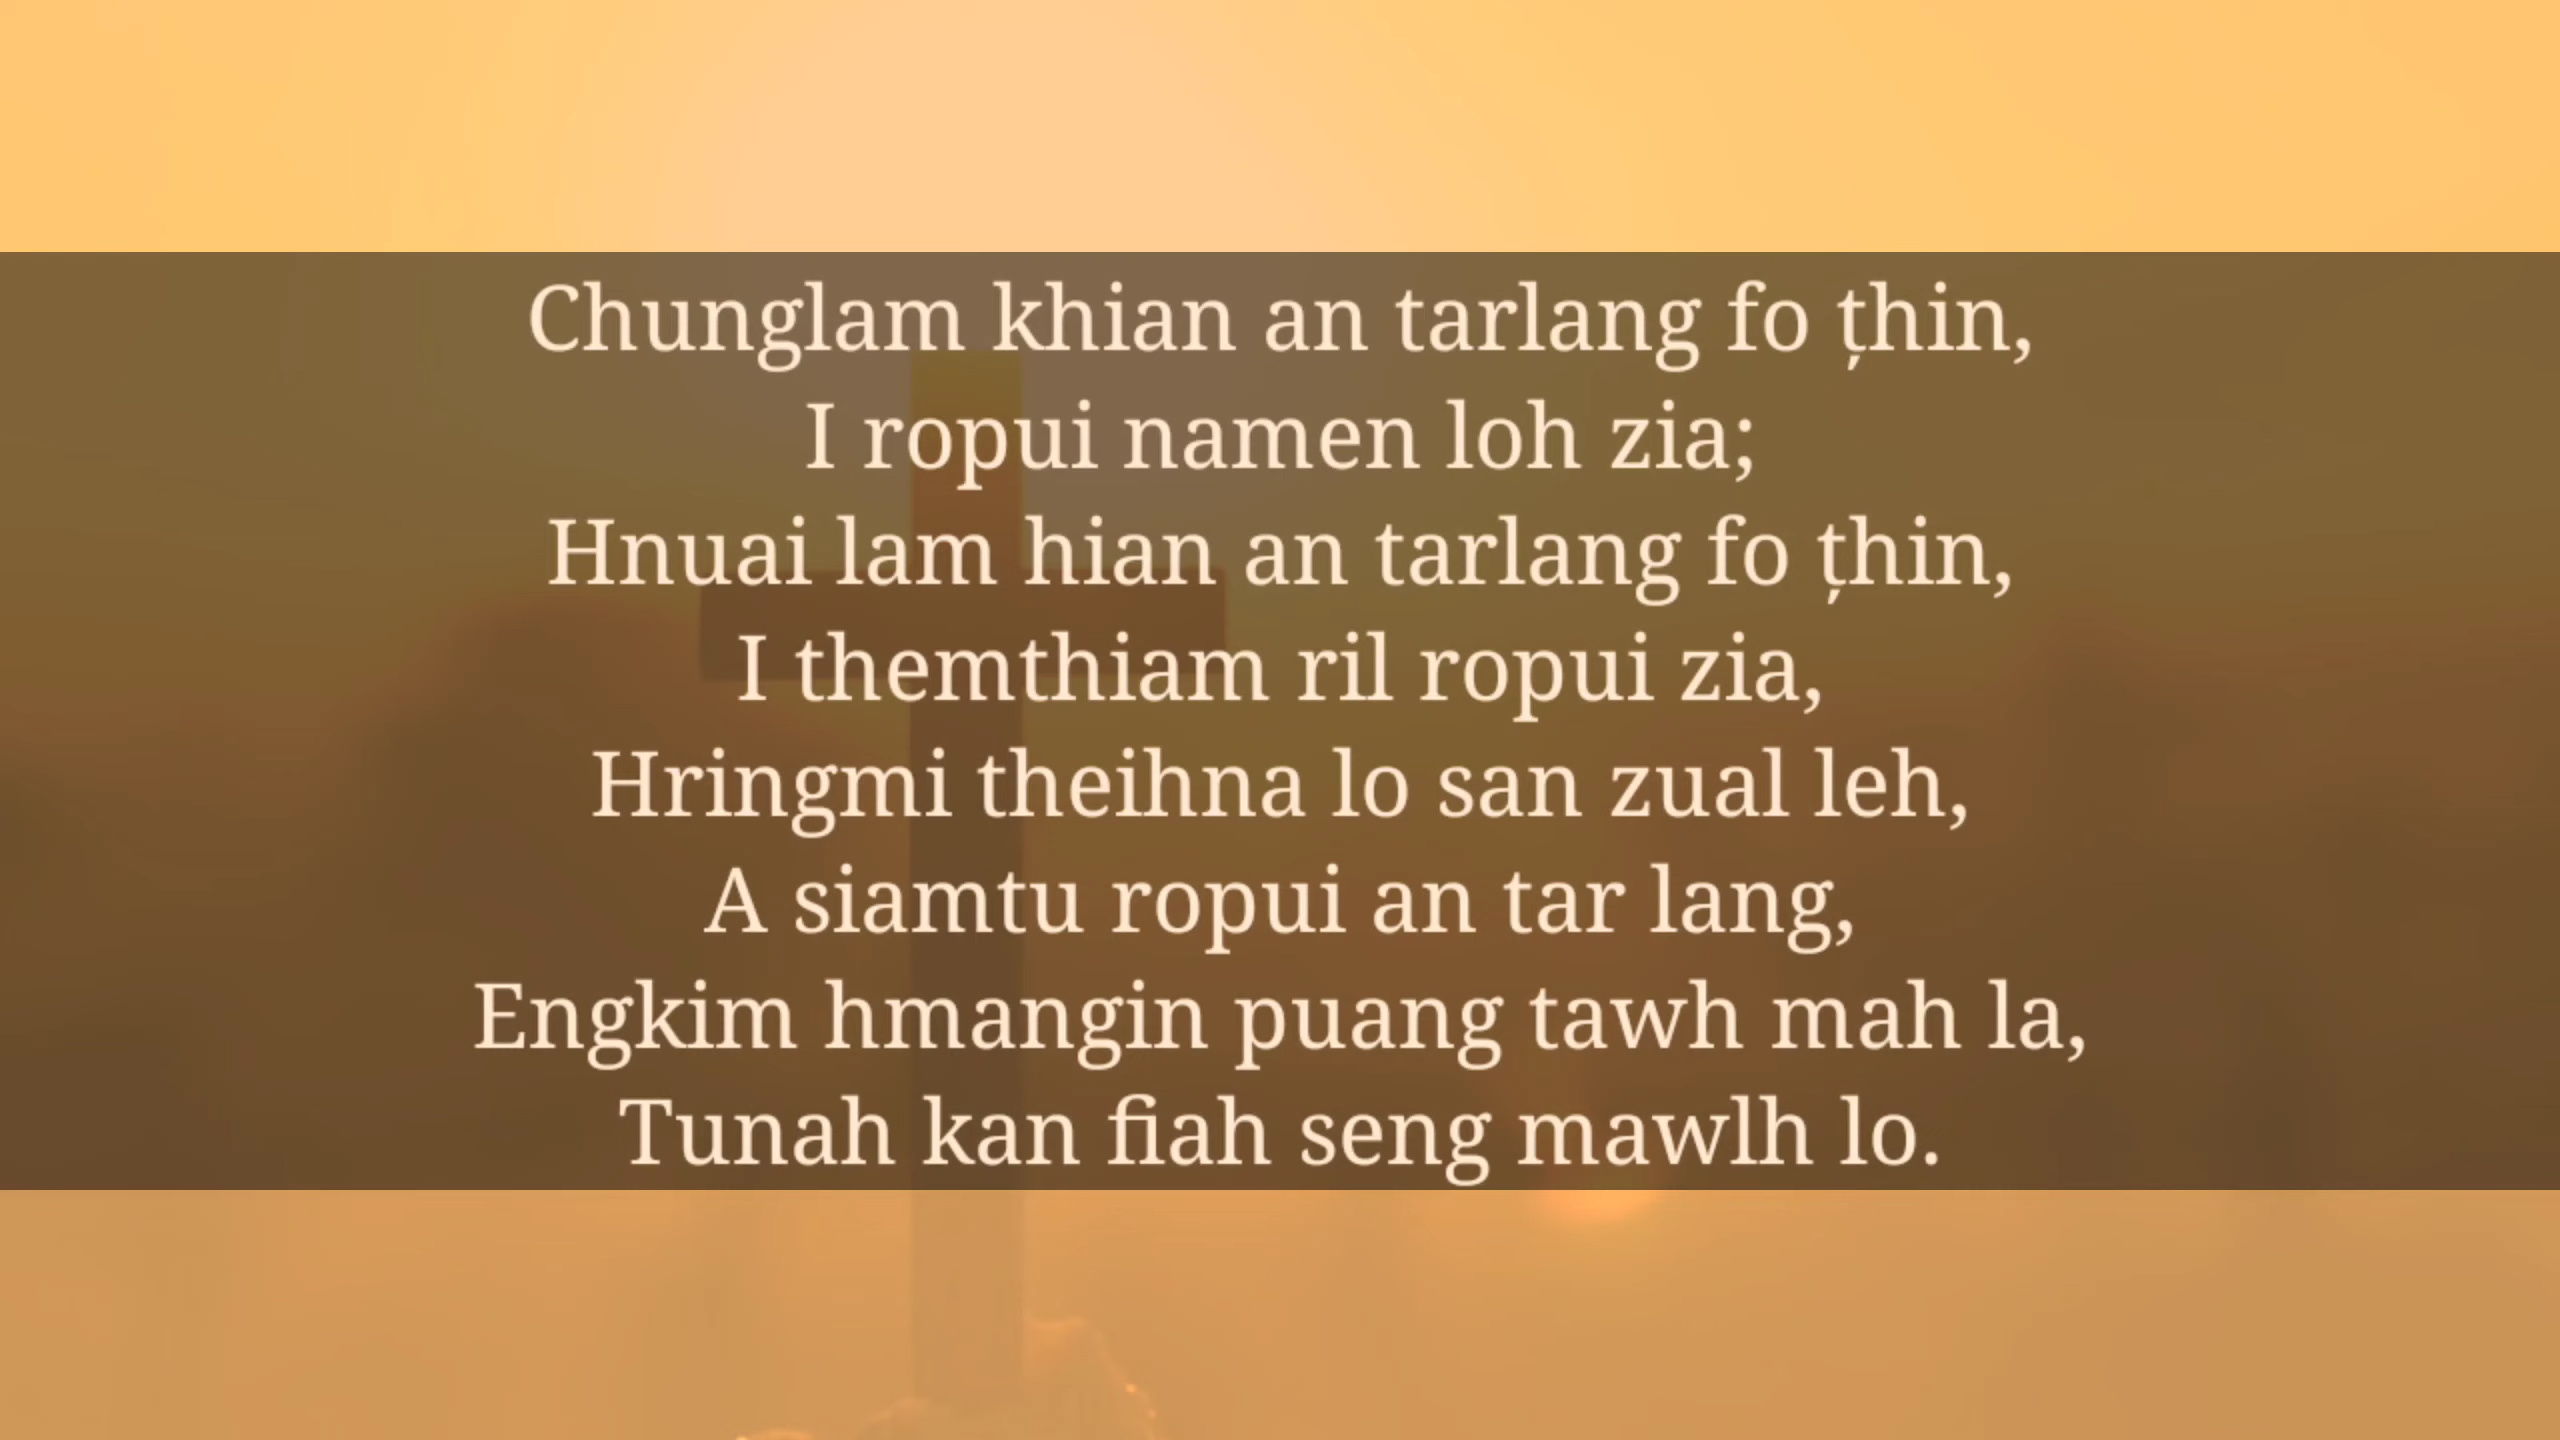 Chunglam khian an tarlang fo ṭhin,
I ropui namen loh zia;
Hnuai lam hian an tarlang fo ṭhin,
I themthiam ril ropui zia,
Hringmi theihna lo san zual leh,
A siamtu ropui an tar lang,
Engkim hmangin puang tawh mah la,
Tunah kan fiah seng mawlh lo.